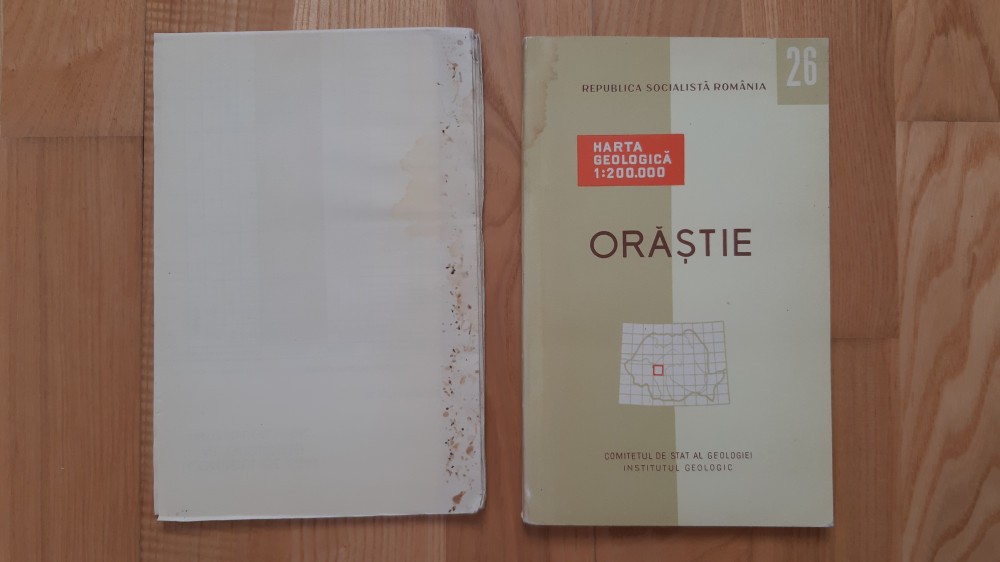 26
REPUBLICA SOCIALISTĂ ROMÂNIA
HARTA
GEOLOGICĂ
1:200.000
ORĂȘTIE
COMITETUL DE STAT AL GEOLOGIEI
INSTITUTUL GEOLOGIC